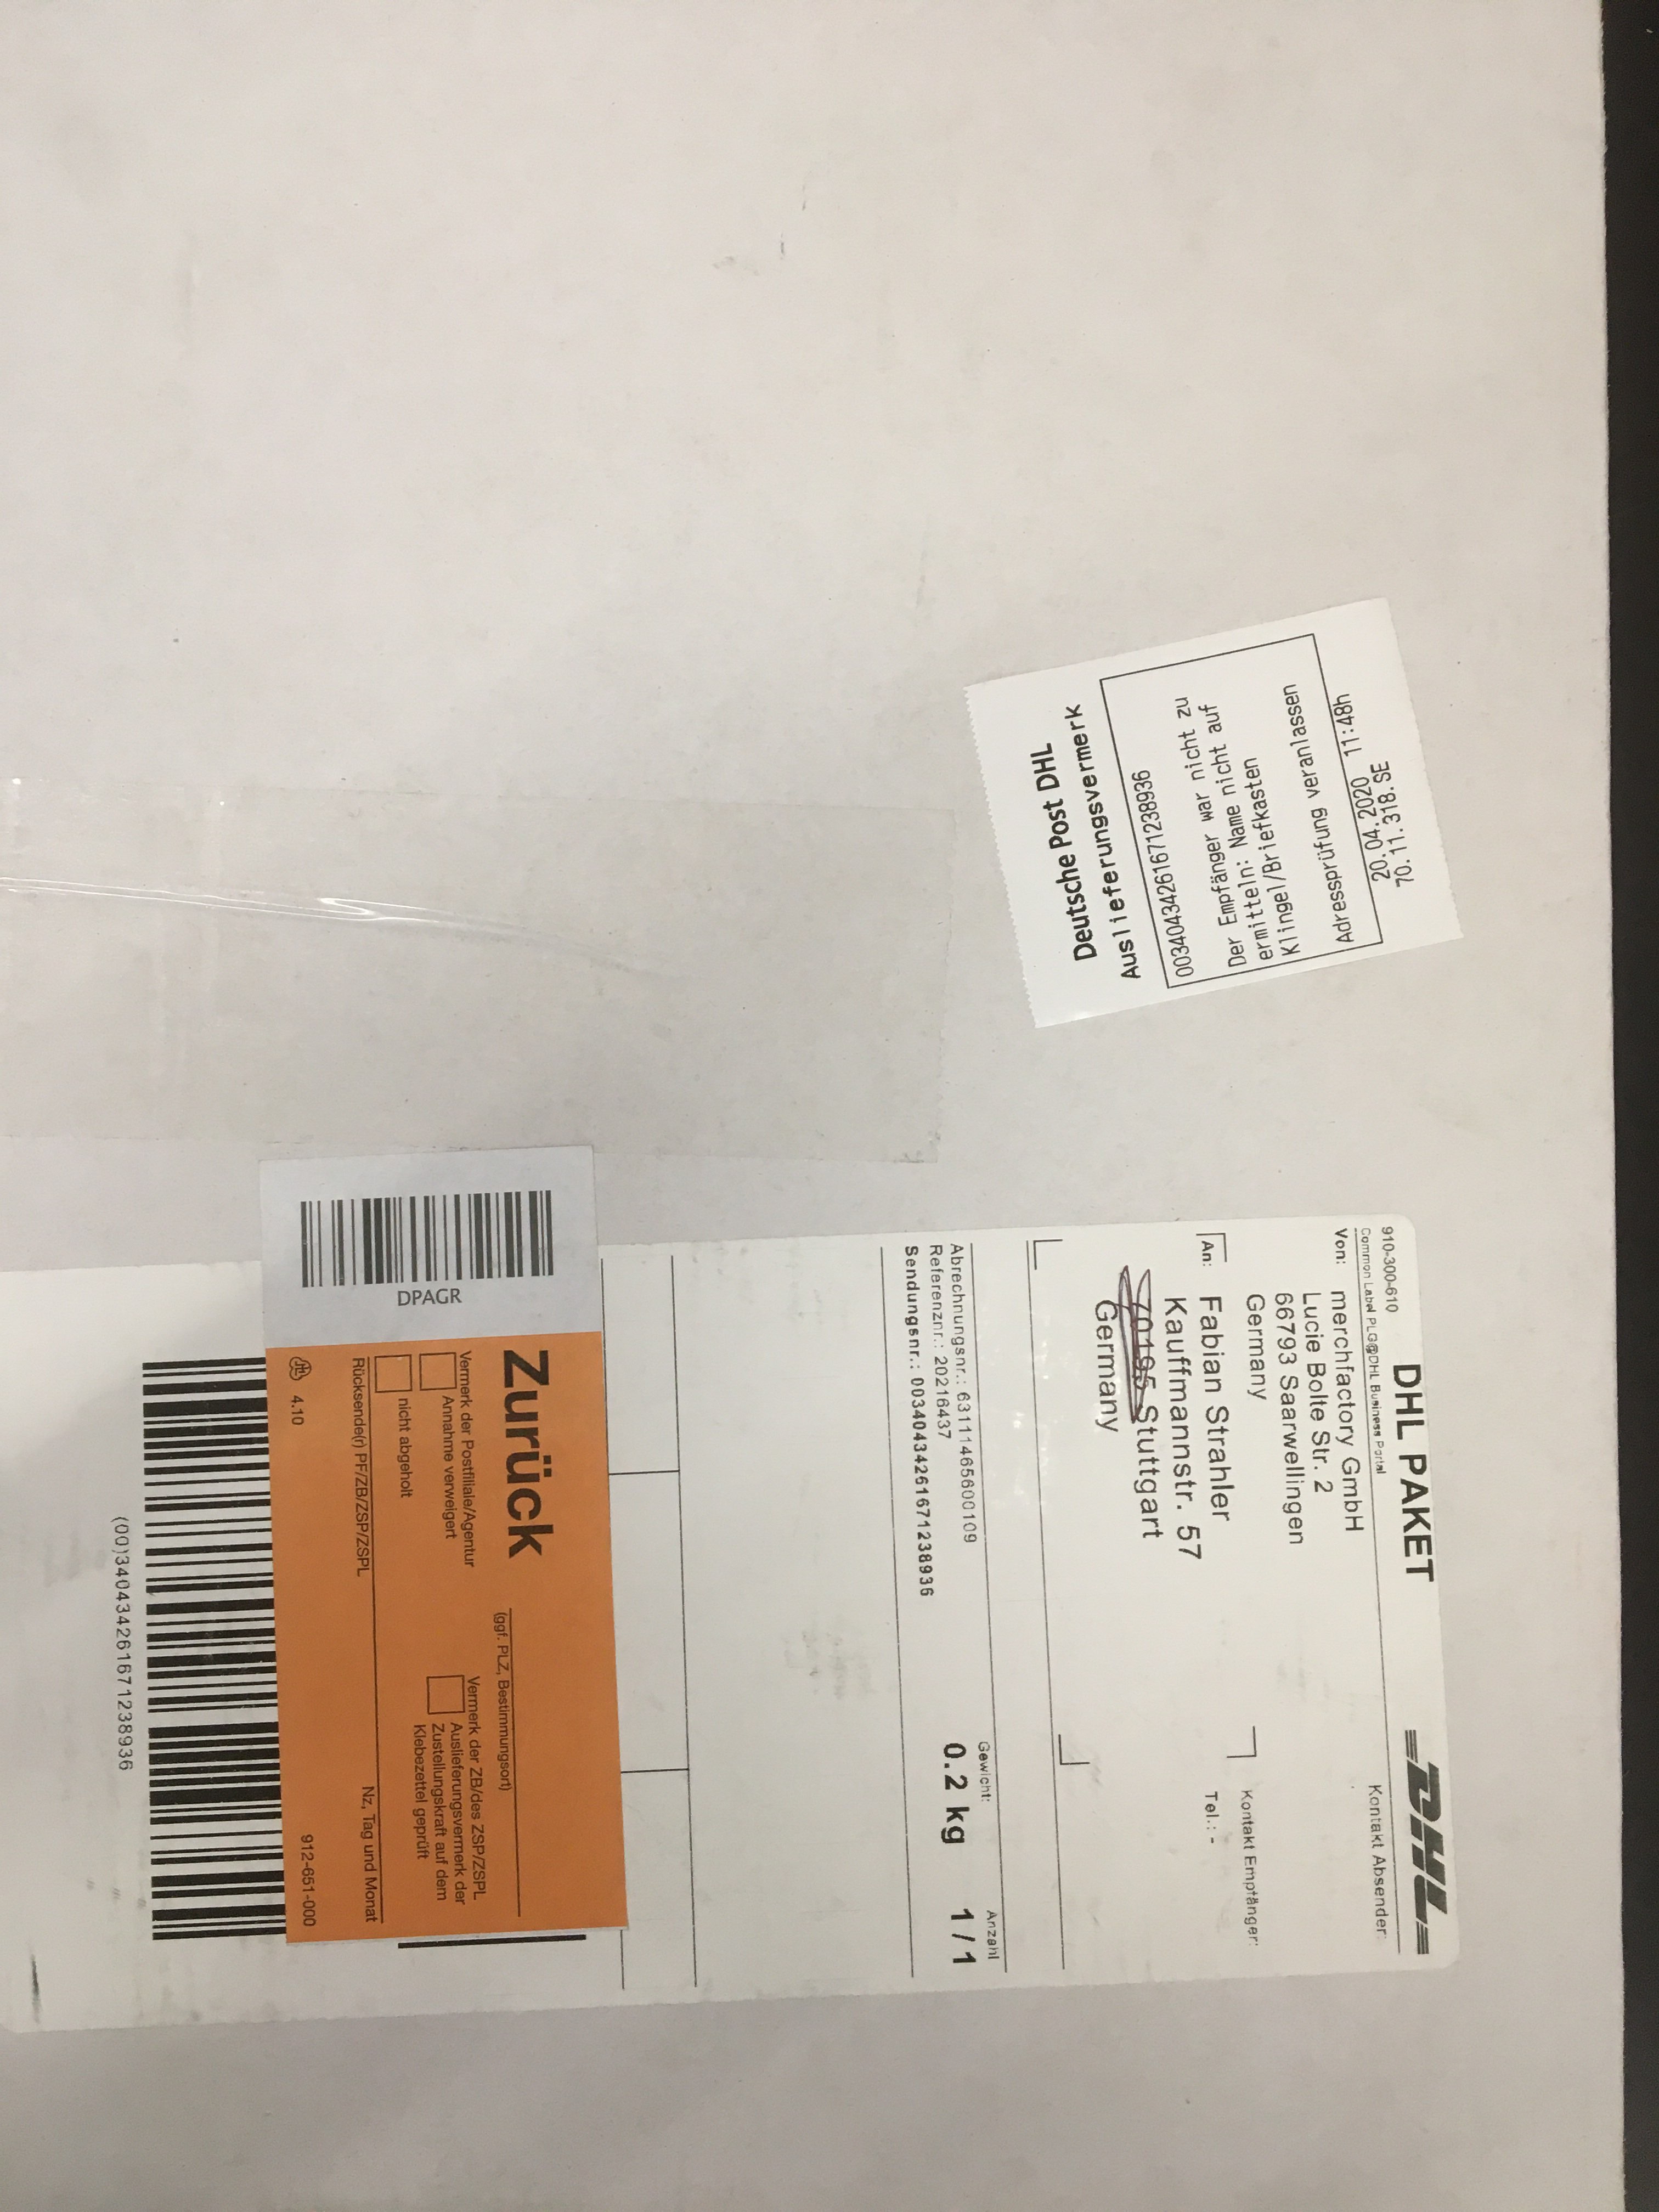 910-300-610
DHL PAKET
DHL
Common Label PLG@DHL Business Portal
Von:
merchfactory GmbH
Lucie Bolte Str. 2
66793 Saarwellingen
Germany
Kontakt Absender:
An:
Fabian Strahler
Kauffmannstr. 57
70195 Stuttgart
Germany
Kontakt Empfänger:
Tel.: -
Abrechnungsnr.: 63111465600109
Referenznr.: 20216437
Sendungsnr.: 00340434261671238936
Gewicht:
0.2 kg
Anzahl
1/1
DPAGR
Zurück
(ggf. PLZ, Bestimmungsort)
Vermerk der Postfiliale/Agentur
Annahme verweigert
nicht abgeholt
Vermerk der ZB/des ZSP/ZSPL
Auslieferungsvermerk der
Zustellungskraft auf dem
Klebezettel geprüft
Rücksende(r) PF/ZB/ZSP/ZSPL
Nz, Tag und Monat
4.10
912-651-000
(00)340434261671238936
Deutsche Post DHL
Auslieferungsvermerk
00340434261671238936
Der Empfänger war nicht zu
ermitteln: Name nicht auf
Klingel/Briefkasten
Adressprüfung veranlassen
20.04.2020 11:48h
70.11.318.SE